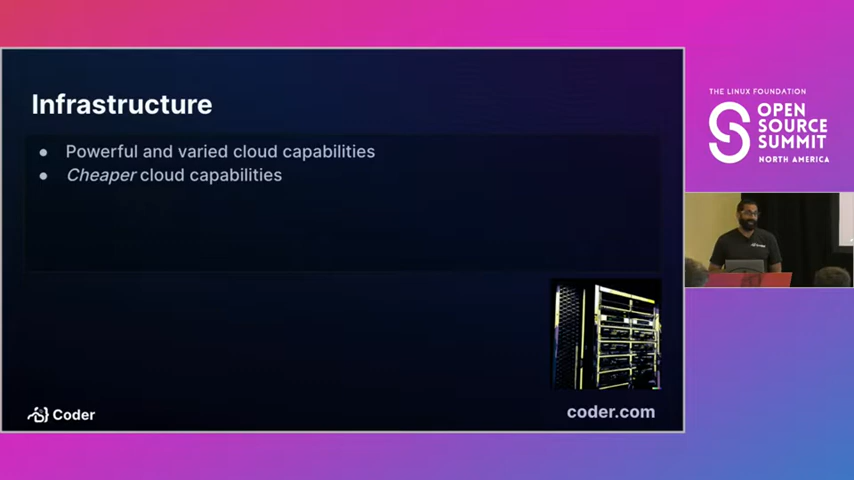 Infrastructure
● Powerful and varied cloud capabilities
● Cheaper cloud capabilities
Coder
coder.com
THE LINUX FOUNDATION
OPEN
SOURCE
SUMMIT
NORTH AMERICA